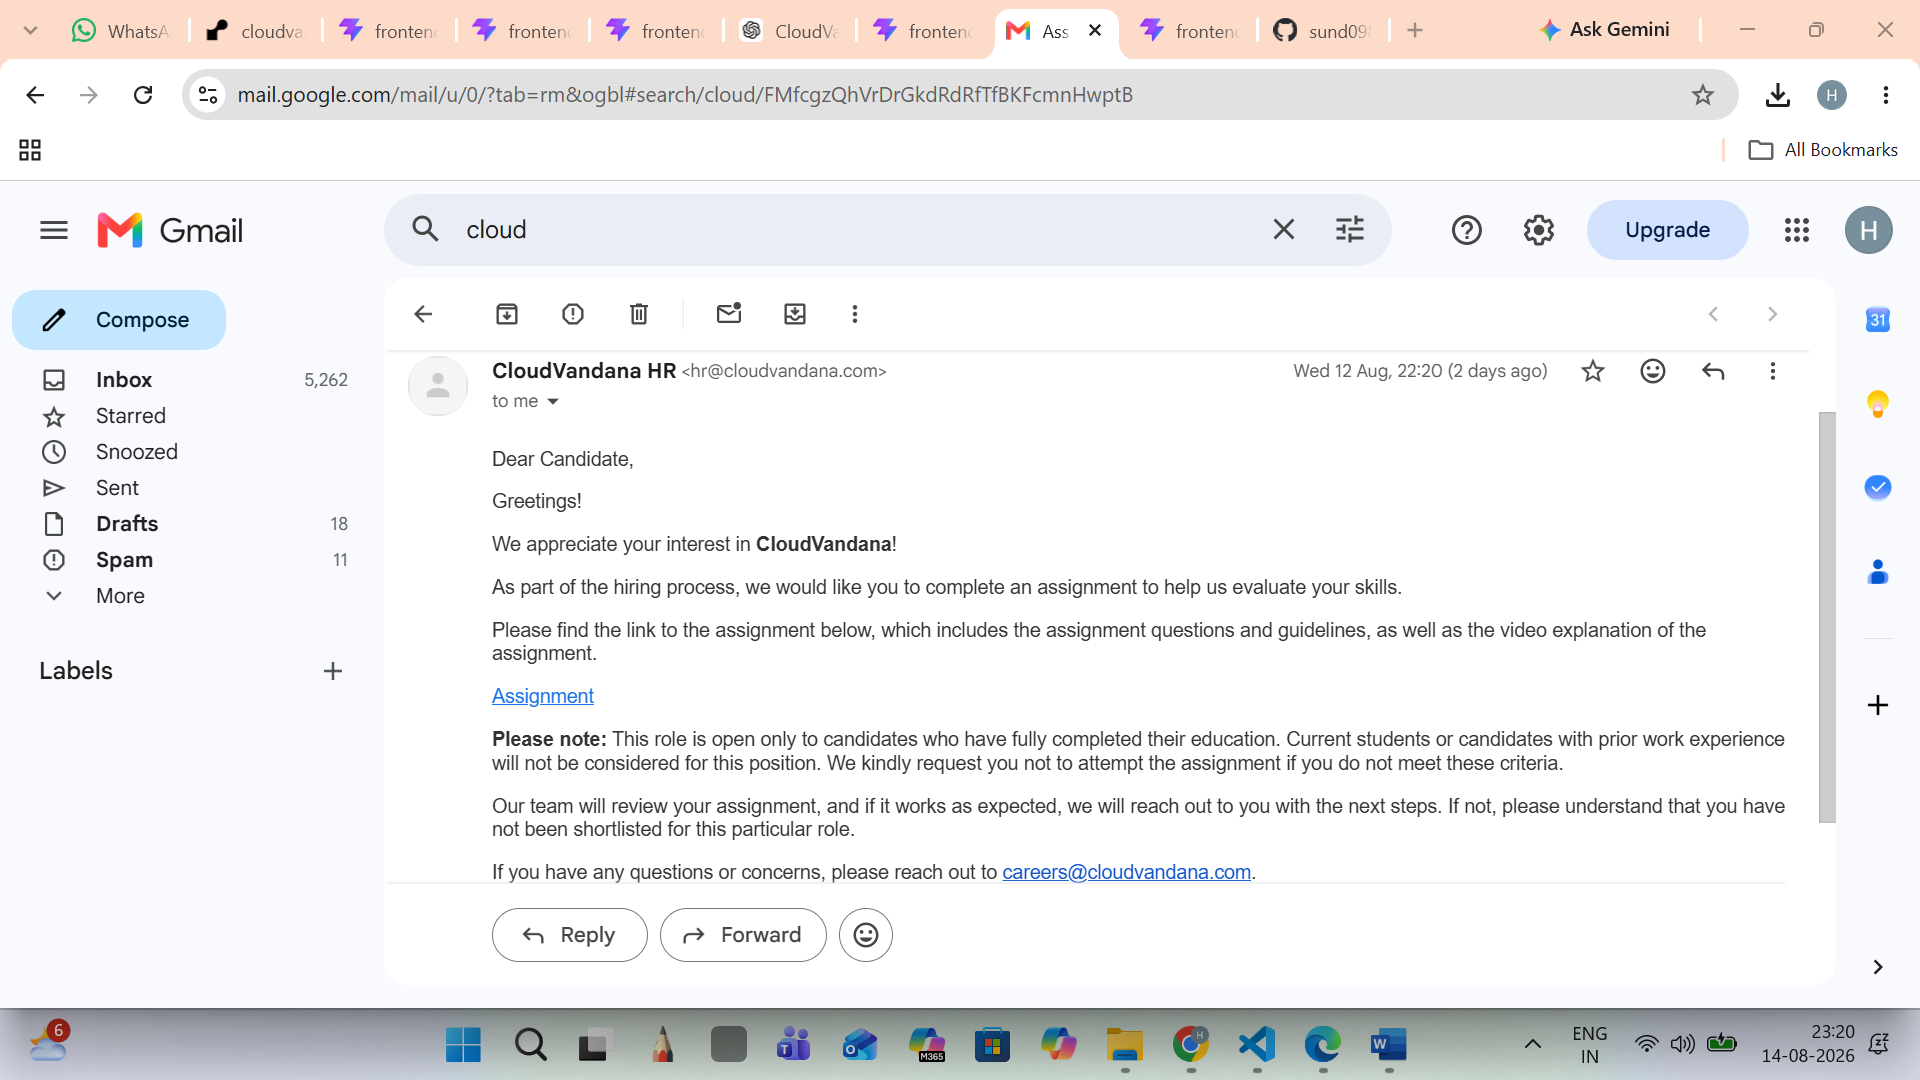 WhatsA
cloudva
frontend
frontend
frontend
CloudVa
frontend
Ass
frontend
sund098
Ask Gemini
mail.google.com/mail/u/0/?tab=rm&ogbl#search/cloud/FMfcgzQhVrDrGkdRdRfTfBKFcmnHwptB
H
All Bookmarks
Gmail
cloud
Upgrade
H
Compose
Inbox 5,262
Starred
Snoozed
Sent
Drafts 18
Spam 11
More
Labels
CloudVandana HR <hr@cloudvandana.com> Wed 12 Aug, 22:20 (2 days ago)
to me
Dear Candidate,
Greetings!
We appreciate your interest in CloudVandana!
As part of the hiring process, we would like you to complete an assignment to help us evaluate your skills.
Please find the link to the assignment below, which includes the assignment questions and guidelines, as well as the video explanation of the
assignment.
Assignment
Please note: This role is open only to candidates who have fully completed their education. Current students or candidates with prior work experience
will not be considered for this position. We kindly request you not to attempt the assignment if you do not meet these criteria.
Our team will review your assignment, and if it works as expected, we will reach out to you with the next steps. If not, please understand that you have
not been shortlisted for this particular role.
If you have any questions or concerns, please reach out to careers@cloudvandana.com.
Reply
Forward
31
6
M365
ENG
IN
23:20
14-08-2026